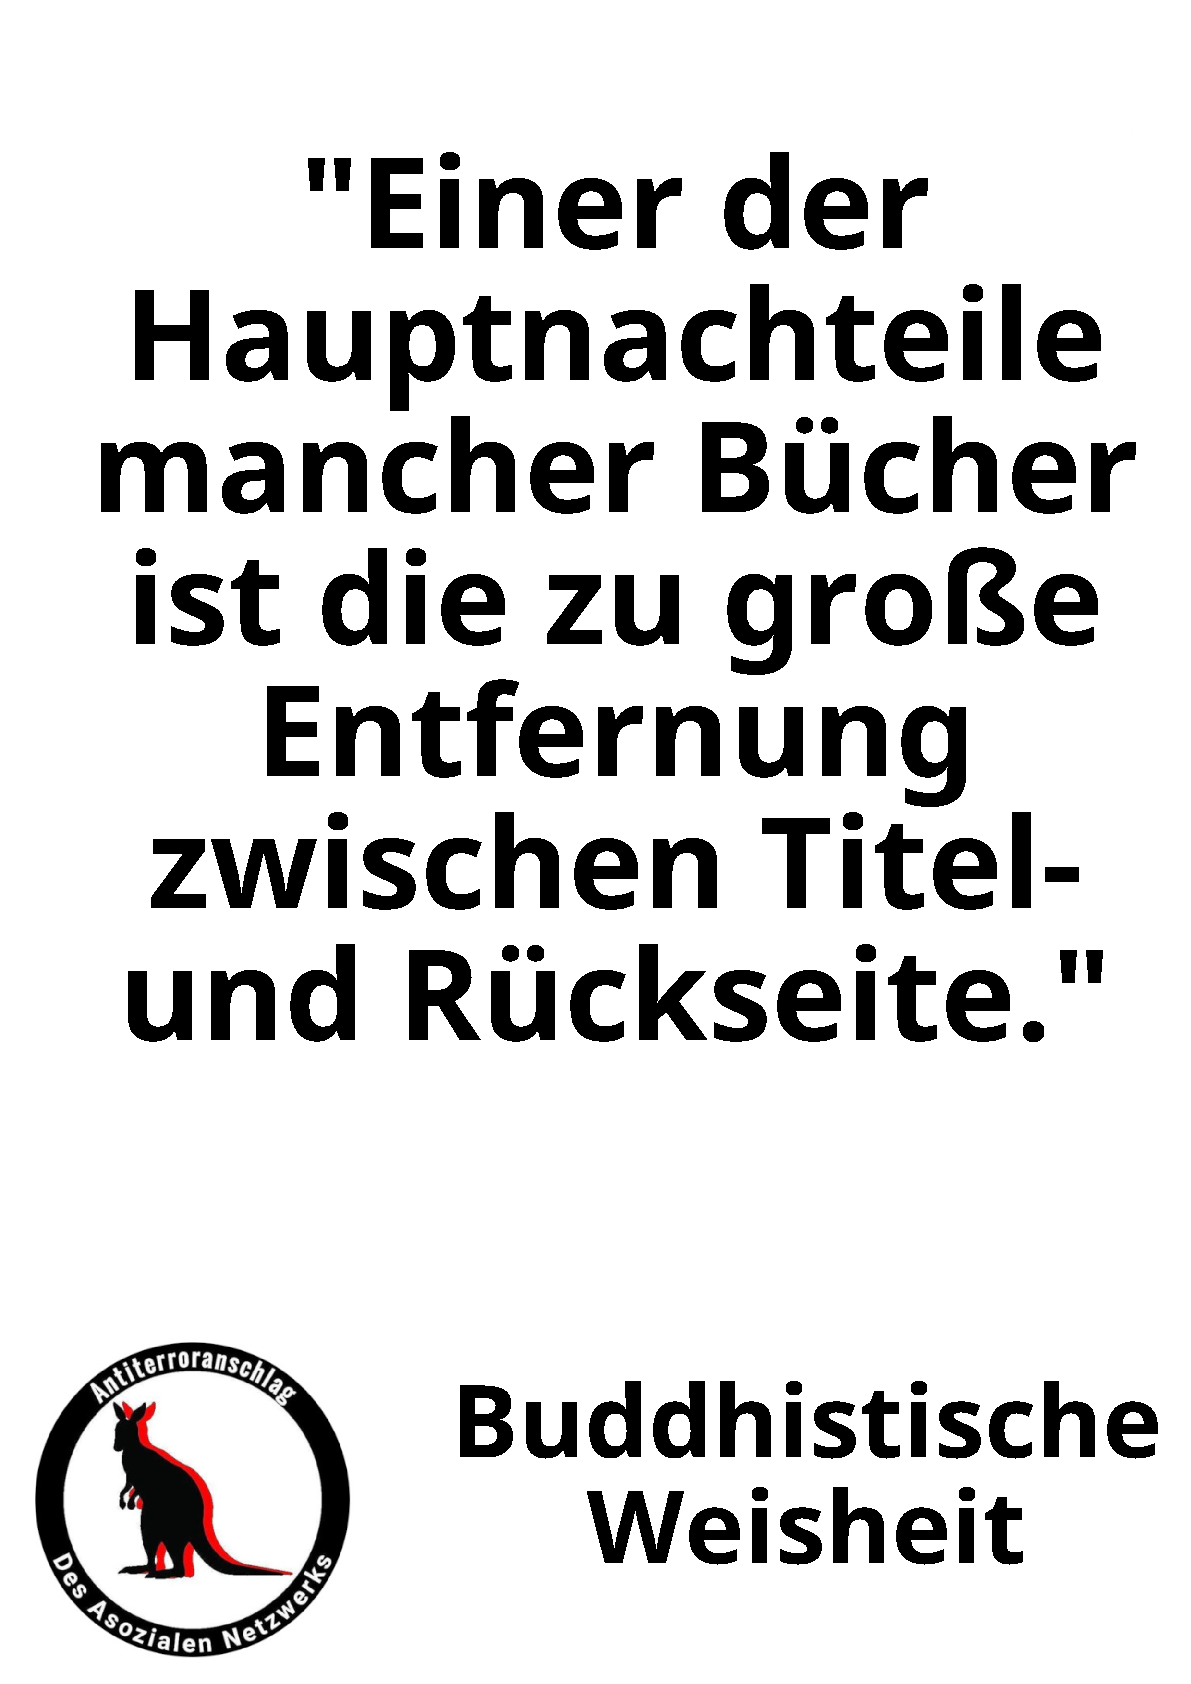 "Einer der
Hauptnachteile
mancher Bücher
ist die zu große
Entfernung
zwischen Titel-
und Rückseite."
Antiterroranschlag
Des Asozialen Netzwerks
Buddhistische
Weisheit